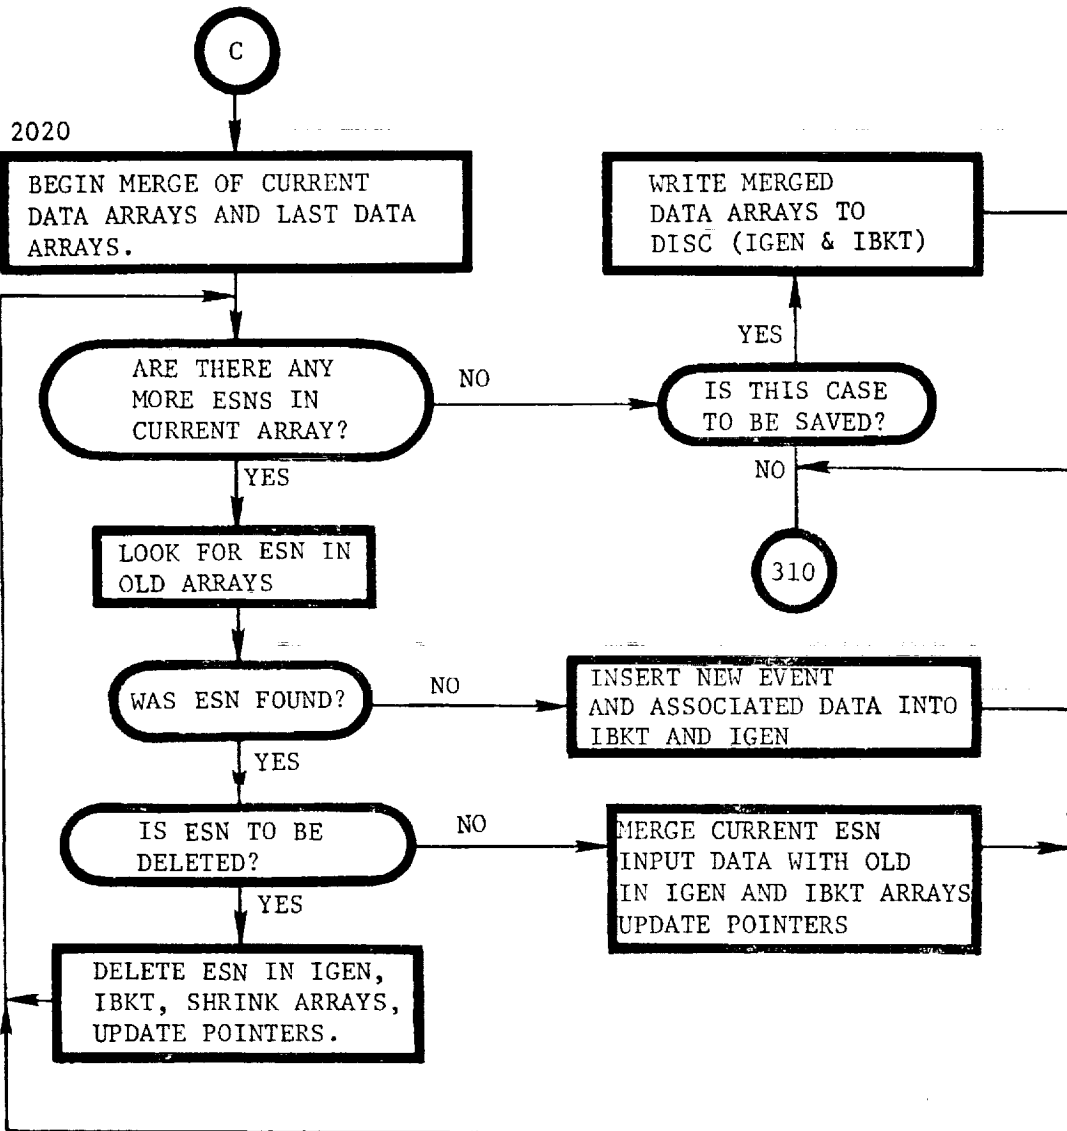 C
2020
BEGIN MERGE OF CURRENT
DATA ARRAYS AND LAST DATA
ARRAYS.
WRITE MERGED
DATA ARRAYS TO
DISC (IGEN & IBKT)
YES
ARE THERE ANY
MORE ESNS IN
CURRENT ARRAY?
NO
IS THIS CASE
TO BE SAVED?
YES
NO
LOOK FOR ESN IN
OLD ARRAYS
310
WAS ESN FOUND?
NO
INSERT NEW EVENT
AND ASSOCIATED DATA INTO
IBKT AND IGEN
YES
IS ESN TO BE
DELETED?
NO
MERGE CURRENT ESN
INPUT DATA WITH OLD
IN IGEN AND IBKT ARRAYS
UPDATE POINTERS
YES
DELETE ESN IN IGEN,
IBKT, SHRINK ARRAYS,
UPDATE POINTERS.